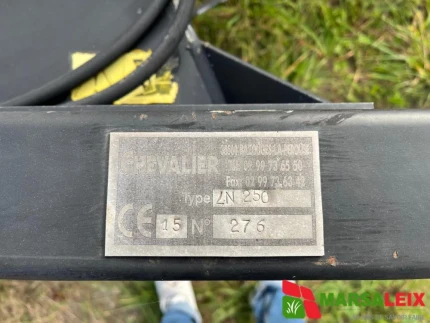 CHEVALIER
Tel. 02 99 73 65 50
Fax: 02 99 73 63 49
Type ZN 250
CE 15 N° 276
MARSALEIX